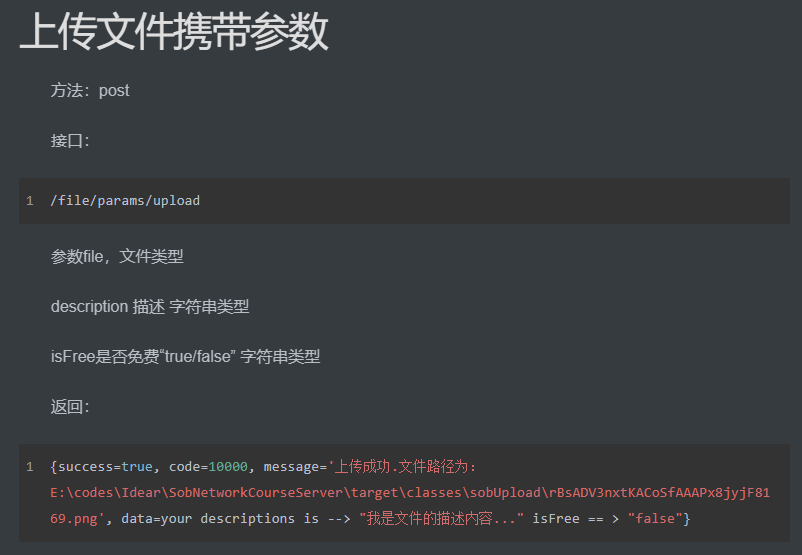 上传文件携带参数
方法：post
接口：
1 /file/params/upload
参数file，文件类型
description 描述 字符串类型
isFree是否免费“true/false” 字符串类型
返回：
1 {success=true, code=10000, message='上传成功.文件路径为：
E:\codes\Idear\SobNetworkCourseServer\target\classes\sobUpload\rBsADV3nxtKACoSfAAAPx8jyjF81
69.png', data=your descriptions is --> "我是文件的描述内容..." isFree == > "false"}